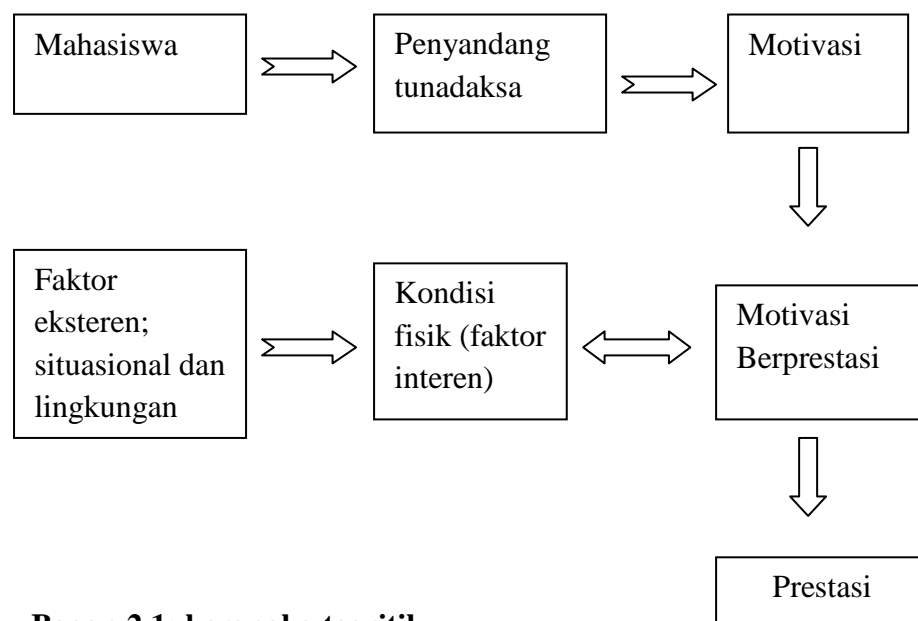 Mahasiswa
Penyandang
tunadaksa
Motivasi
Faktor
eksteren;
situasional dan
lingkungan
Kondisi
fisik (faktor
interen)
Motivasi
Berprestasi
Prestasi